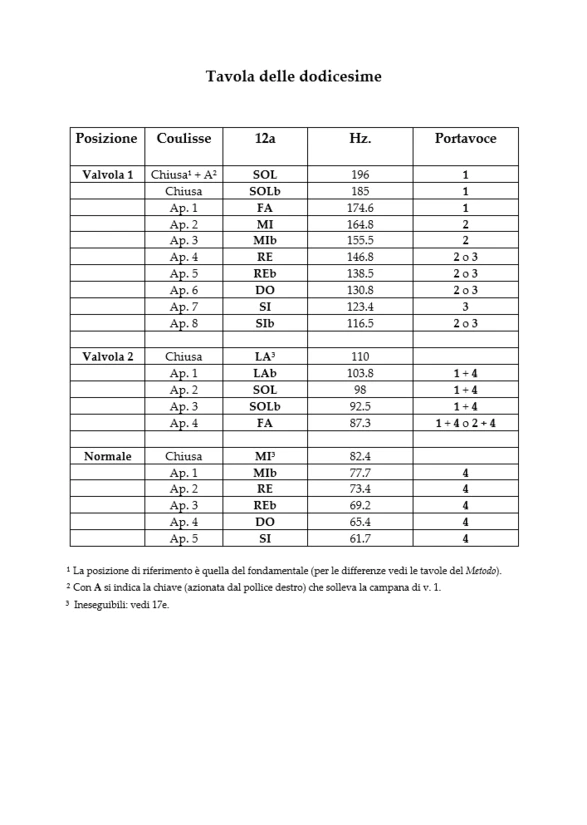 Tavola delle dodicesime
Posizione Coulisse 12a Hz. Portavoce
Valvola 1 Chiusa¹ + A² SOL 196 1
Chiusa SOLb 185 1
Ap. 1 FA 174.6 1
Ap. 2 MI 164.8 2
Ap. 3 MIb 155.5 2
Ap. 4 RE 146.8 2 o 3
Ap. 5 REb 138.5 2 o 3
Ap. 6 DO 130.8 2 o 3
Ap. 7 SI 123.4 3
Ap. 8 SIb 116.5 2 o 3
Valvola 2 Chiusa LA³ 110
Ap. 1 LAb 103.8 1 + 4
Ap. 2 SOL 98 1 + 4
Ap. 3 SOLb 92.5 1 + 4
Ap. 4 FA 87.3 1 + 4 o 2 + 4
Normale Chiusa MI³ 82.4
Ap. 1 MIb 77.7 4
Ap. 2 RE 73.4 4
Ap. 3 REb 69.2 4
Ap. 4 DO 65.4 4
Ap. 5 SI 61.7 4
¹ La posizione di riferimento è quella del fondamentale (per le differenze vedi le tavole del Metodo).
² Con A si indica la chiave (azionata dal pollice destro) che solleva la campana di v. 1.
³ Ineseguibili: vedi 17e.